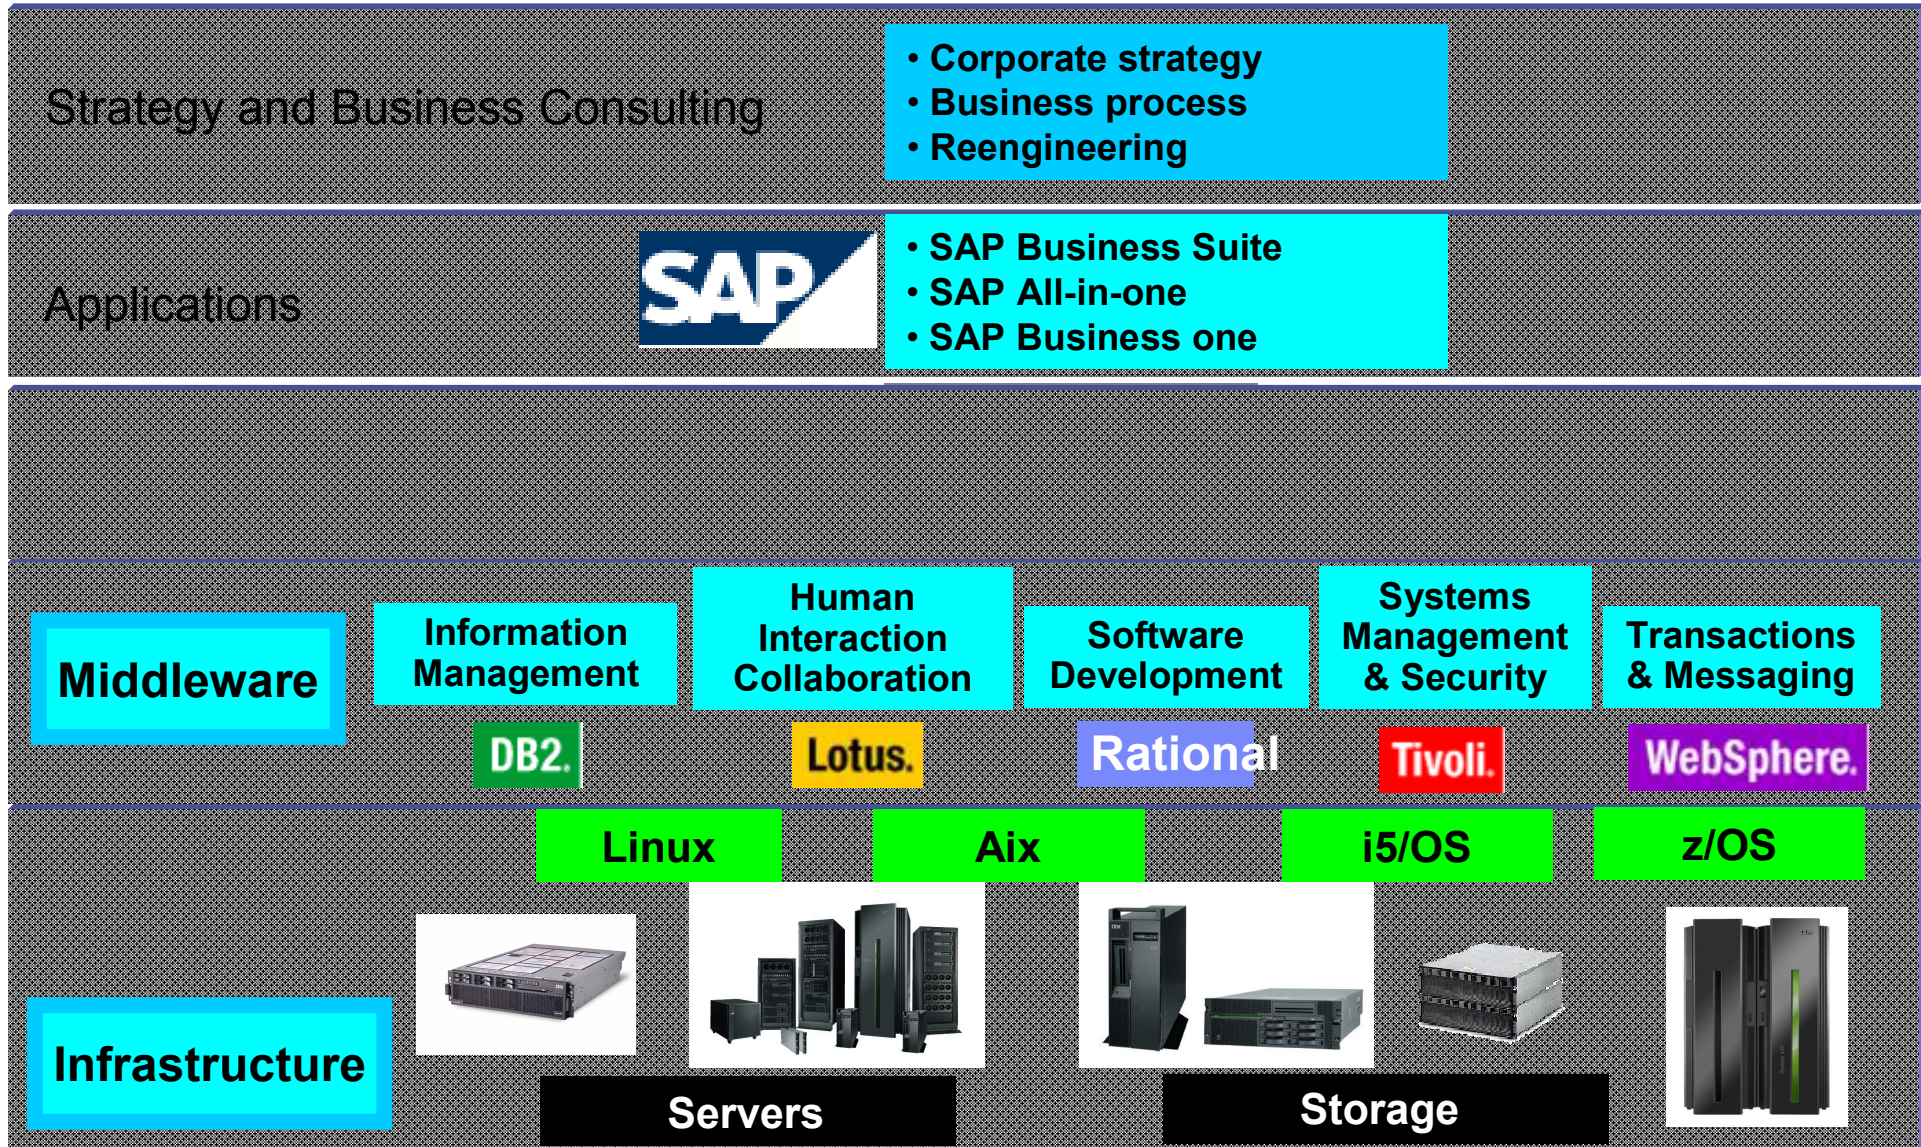 Strategy and Business Consulting
• Corporate strategy
• Business process
• Reengineering
Applications
SAP
• SAP Business Suite
• SAP All-in-one
• SAP Business one
Middleware
Information
Management
Human
Interaction
Collaboration
Software
Development
Systems
Management
& Security
Transactions
& Messaging
DB2.
Lotus.
Rational
Tivoli.
WebSphere.
Linux
Aix
i5/OS
z/OS
Infrastructure
Servers
Storage